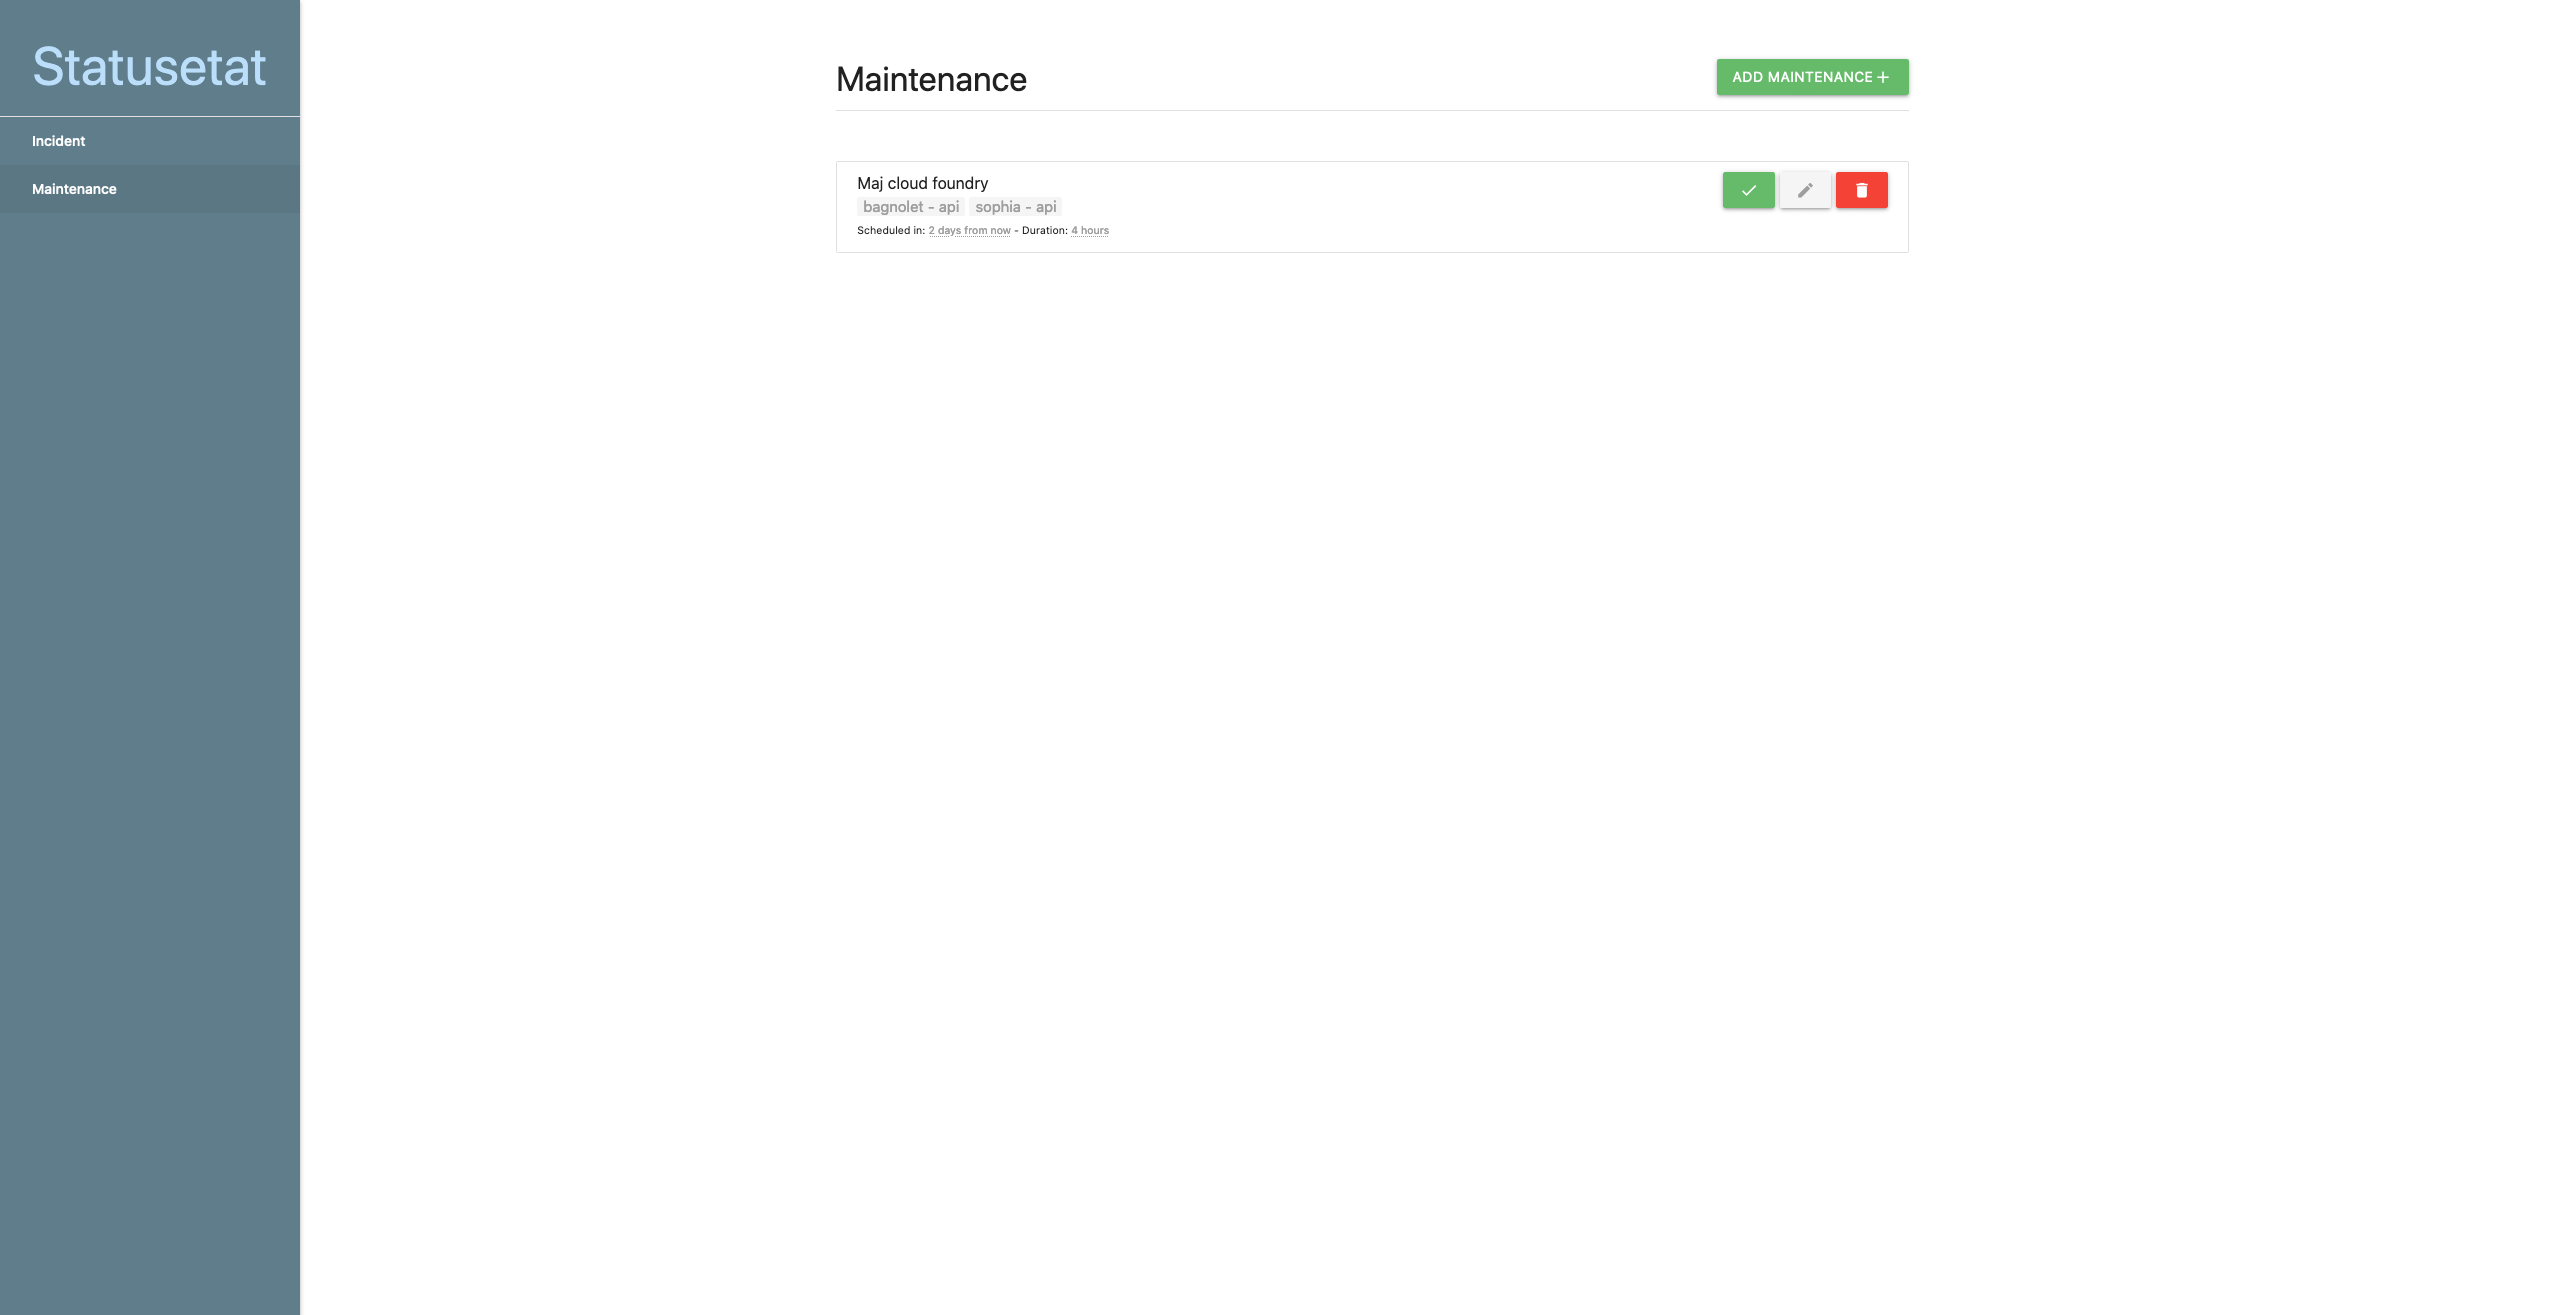 Statusetat
Incident
Maintenance
Maintenance
ADD MAINTENANCE +
Maj cloud foundry
bagnolet - api sophia - api
Scheduled in: 2 days from now - Duration: 4 hours